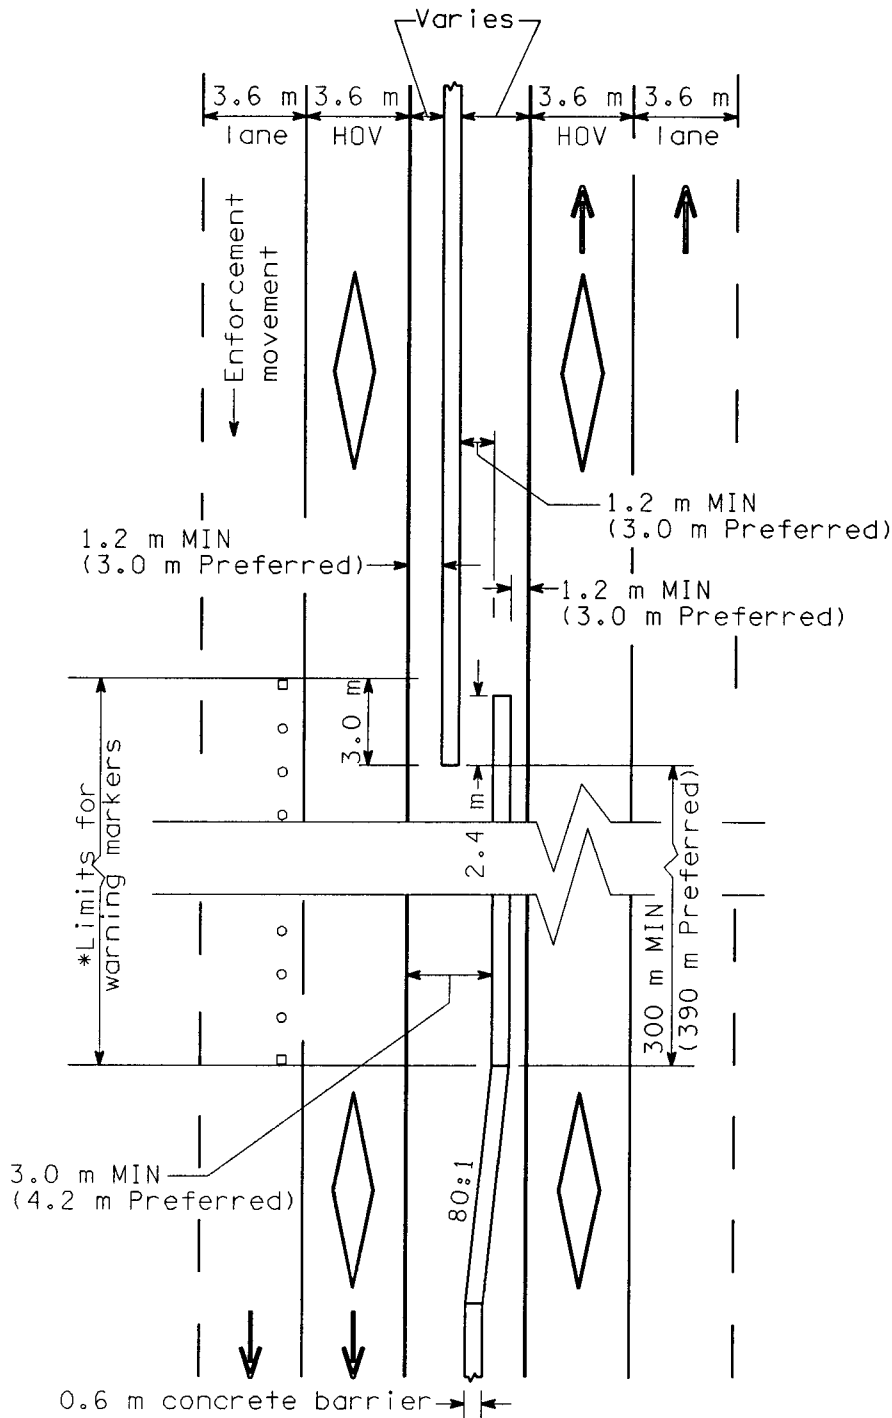 Varies
3.6 m 3.6 m 3.6 m 3.6 m
lane HOV HOV lane
Enforcement
movement
1.2 m MIN
(3.0 m Preferred)
1.2 m MIN
(3.0 m Preferred)
1.2 m MIN
(3.0 m Preferred)
3.0 m
2.4 m
*Limits for
warning markers
300 m MIN
(390 m Preferred)
3.0 m MIN
(4.2 m Preferred)
80:1
0.6 m concrete barrier